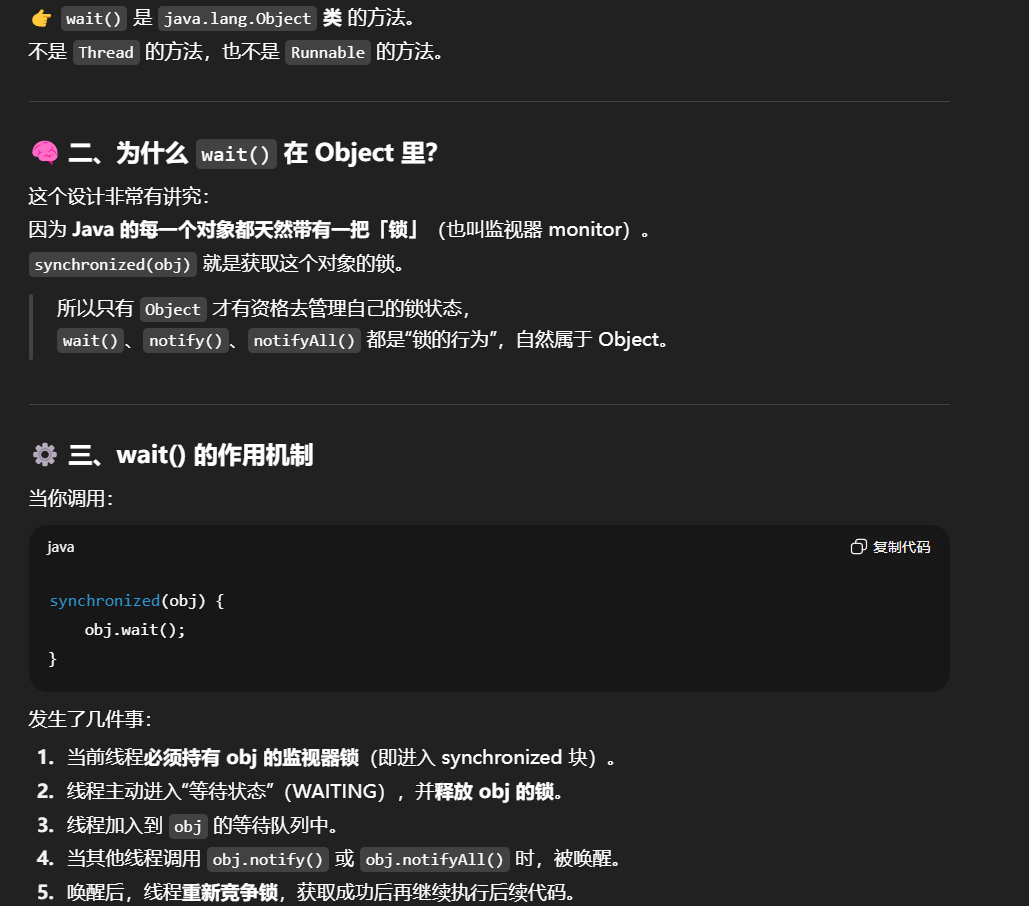 👉 wait() 是 java.lang.Object 类 的方法。
不是 Thread 的方法，也不是 Runnable 的方法。
🧠 二、为什么 wait() 在 Object 里？
这个设计非常有讲究：
因为 Java 的每一个对象都天然带有一把「锁」（也叫监视器 monitor）。
synchronized(obj) 就是获取这个对象的锁。
所以只有 Object 才有资格去管理自己的锁状态，
wait()、notify()、notifyAll() 都是“锁的行为”，自然属于 Object。
⚙️ 三、wait() 的作用机制
当你调用：
java 复制代码
synchronized(obj) {
    obj.wait();
}
发生了几件事：
1. 当前线程必须持有 obj 的监视器锁（即进入 synchronized 块）。
2. 线程主动进入“等待状态”（WAITING），并释放 obj 的锁。
3. 线程加入到 obj 的等待队列中。
4. 当其他线程调用 obj.notify() 或 obj.notifyAll() 时，被唤醒。
5. 唤醒后，线程重新竞争锁，获取成功后再继续执行后续代码。